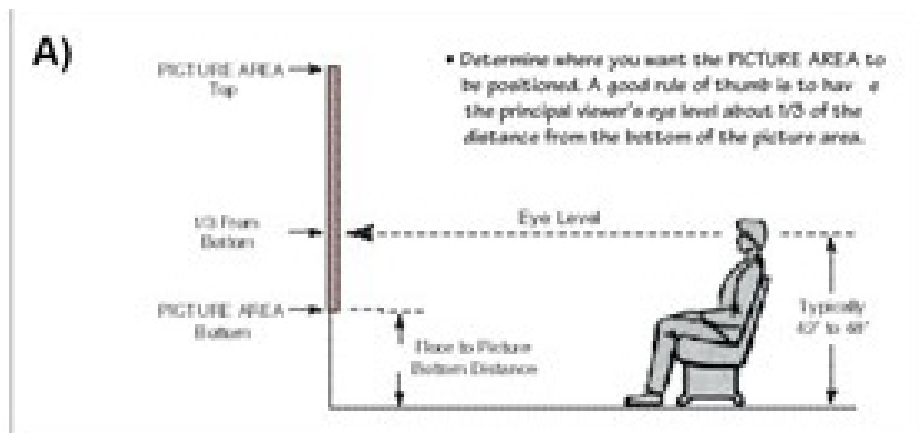 A)
PICTURE AREA
Top
• Determine where you want the PICTURE AREA to
be positioned. A good rule of thumb is to hav e
the principal viewer's eye level about 1/3 of the
distance from the bottom of the picture area.
1/3 From
Bottom
Eye Level
PICTURE AREA
Bottom
Floor to Picture
Bottom Distance
Typically
to